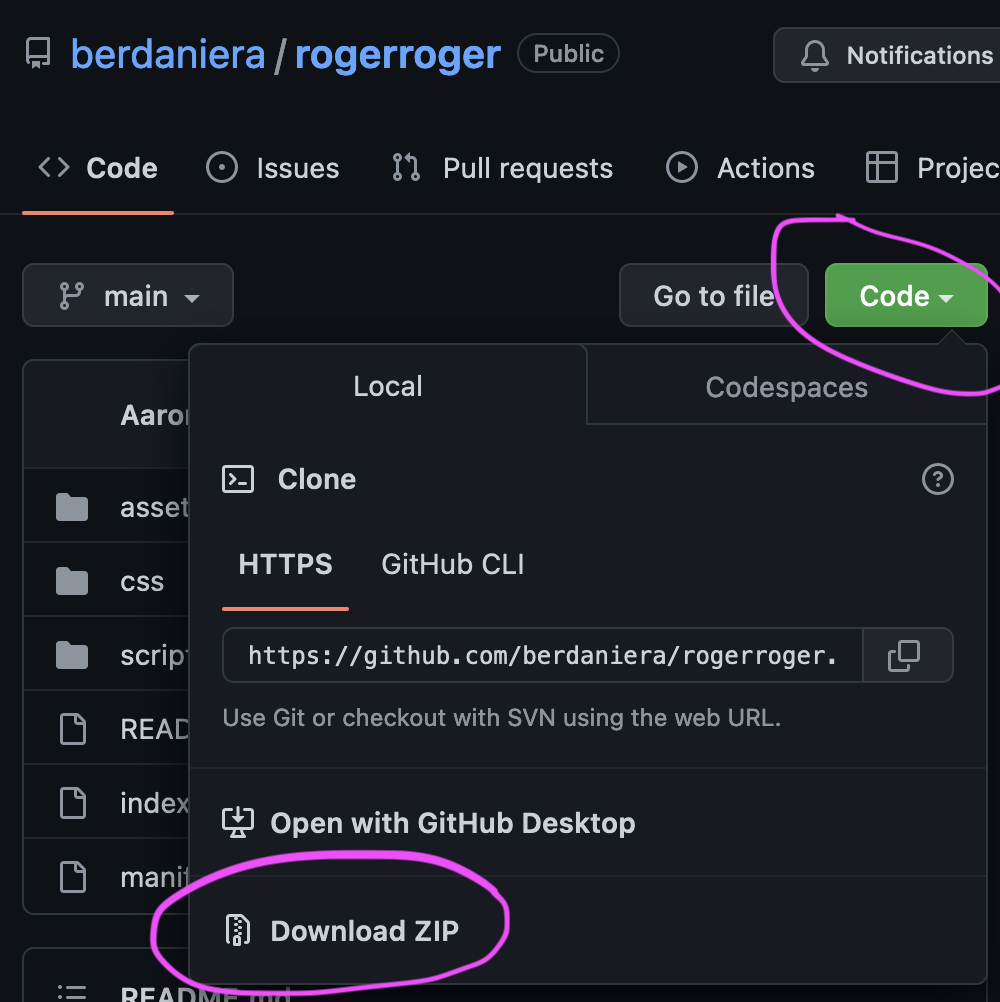 berdaniera / rogerroger Public Notifications
Code Issues Pull requests Actions Projec
main Go to file Code
Local Codespaces
Aaron
Clone
asset
HTTPS GitHub CLI
css
https://github.com/berdaniera/rogerroger.
script
Use Git or checkout with SVN using the web URL.
READ
index
Open with GitHub Desktop
manif
Download ZIP
README.md